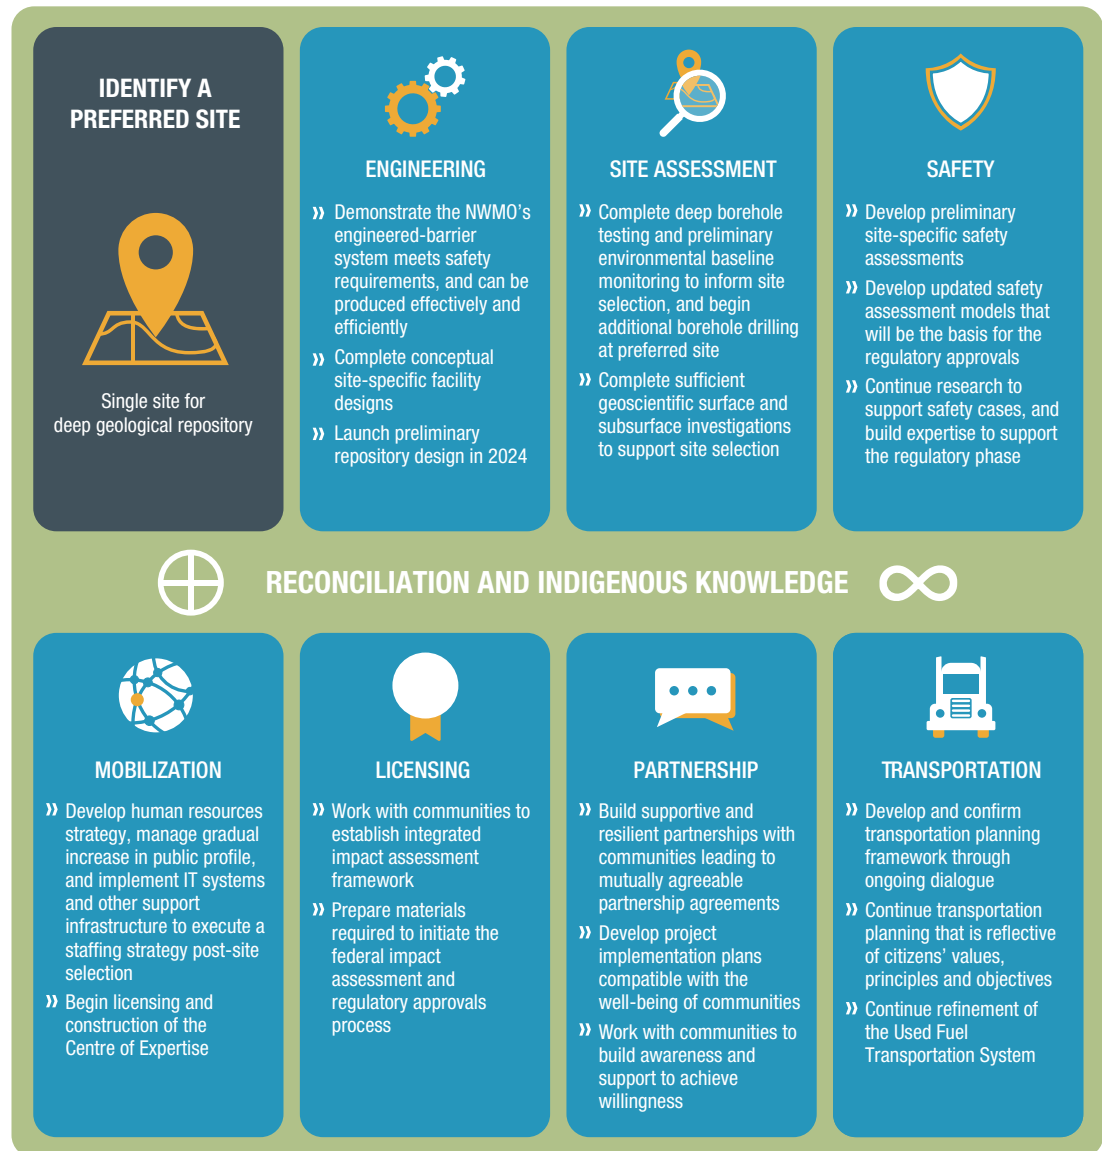 IDENTIFY A
PREFERRED SITE
Single site for
deep geological repository
ENGINEERING
» Demonstrate the NWMO's
engineered-barrier
system meets safety
requirements, and can be
produced effectively and
efficiently
» Complete conceptual
site-specific facility
designs
» Launch preliminary
repository design in 2024
SITE ASSESSMENT
» Complete deep borehole
testing and preliminary
environmental baseline
monitoring to inform site
selection, and begin
additional borehole drilling
at preferred site
» Complete sufficient
geoscientific surface and
subsurface investigations
to support site selection
SAFETY
» Develop preliminary
site-specific safety
assessments
» Develop updated safety
assessment models that
will be the basis for the
regulatory approvals
» Continue research to
support safety cases, and
build expertise to support
the regulatory phase
RECONCILIATION AND INDIGENOUS KNOWLEDGE
MOBILIZATION
» Develop human resources
strategy, manage gradual
increase in public profile,
and implement IT systems
and other support
infrastructure to execute a
staffing strategy post-site
selection
» Begin licensing and
construction of the
Centre of Expertise
LICENSING
» Work with communities to
establish integrated
impact assessment
framework
» Prepare materials
required to initiate the
federal impact
assessment and
regulatory approvals
process
PARTNERSHIP
» Build supportive and
resilient partnerships with
communities leading to
mutually agreeable
partnership agreements
» Develop project
implementation plans
compatible with the
well-being of communities
» Work with communities to
build awareness and
support to achieve
willingness
TRANSPORTATION
» Develop and confirm
transportation planning
framework through
ongoing dialogue
» Continue transportation
planning that is reflective
of citizens' values,
principles and objectives
» Continue refinement of
the Used Fuel
Transportation System